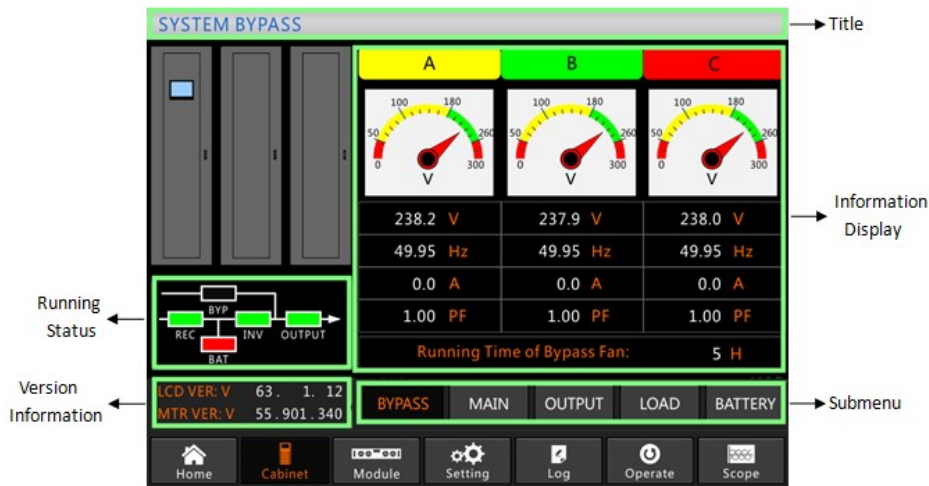 SYSTEM BYPASS
Title
A B C
100 180 100 180 100 180
50 260 50 260 50 260
0 300 0 300 0 300
V V V
238.2 V 237.9 V 238.0 V
49.95 Hz 49.95 Hz 49.95 Hz
0.0 A 0.0 A 0.0 A
1.00 PF 1.00 PF 1.00 PF
Running Time of Bypass Fan: 5 H
Information
Display
Running
Status
BYP
REC INV OUTPUT
BAT
Version
Information
LCD VER: V 63. 1. 12
MTR VER: V 55.901.340
BYPASS MAIN OUTPUT LOAD BATTERY
Submenu
Home Cabinet Module Setting Log Operate Scope